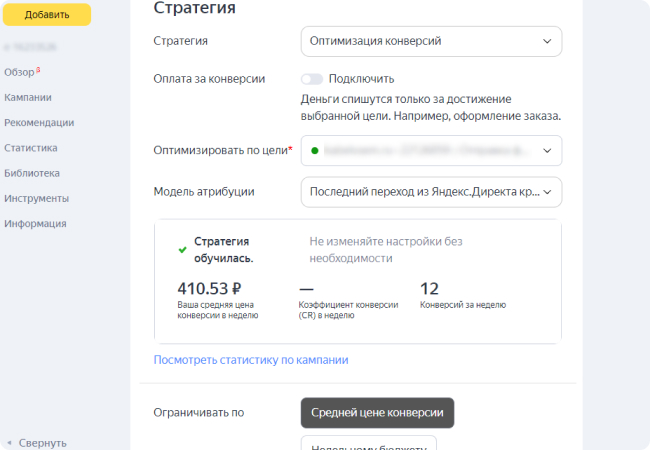 Стратегия
Добавить
Обзор β
Кампании
Рекомендации
Статистика
Библиотека
Инструменты
Информация
Свернуть
Стратегия
Оптимизация конверсий
Оплата за конверсии
Подключить
Деньги спишутся только за достижение
выбранной цели. Например, оформление заказа.
Оптимизировать по цели*
Модель атрибуции
Последний переход из Яндекс.Директа кр...
Стратегия
обучилась.
Не изменяйте настройки без
необходимости
410.53 ₽
Ваша средняя цена
конверсии в неделю
—
Коэффициент конверсии
(CR) в неделю
12
Конверсий за неделю
Посмотреть статистику по кампании
Ограничивать по
Средней цене конверсии
Недельному бюджету